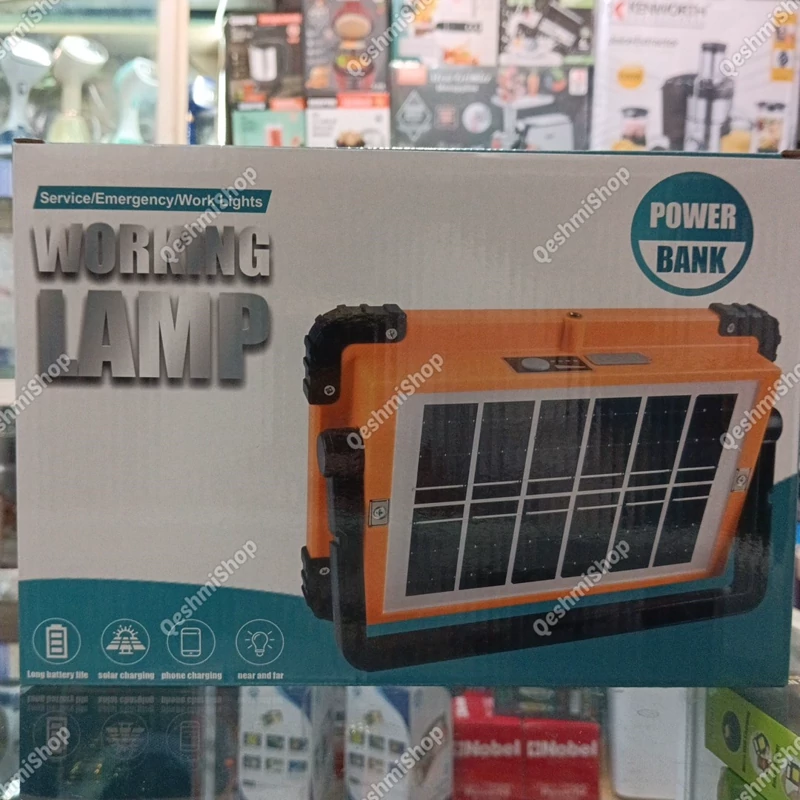 KENWORTH
Service/Emergency/Work Lights
WORKING
LAMP
POWER
BANK
Long battery life
solar charging
phone charging
near and far
Nobel
Nobel
QeshmiShop